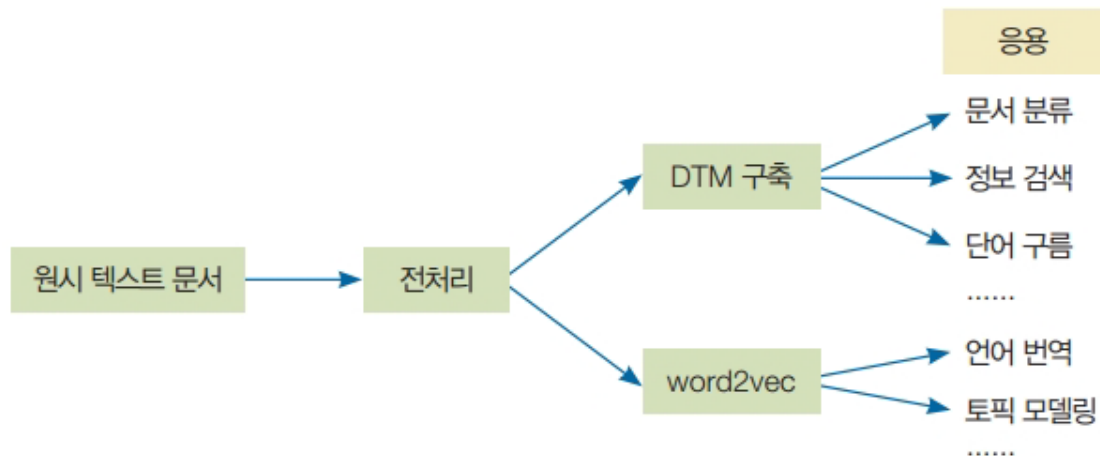 응용
문서 분류
DTM 구축
정보 검색
단어 구름
원시 텍스트 문서
전처리
......
언어 번역
word2vec
토픽 모델링
......